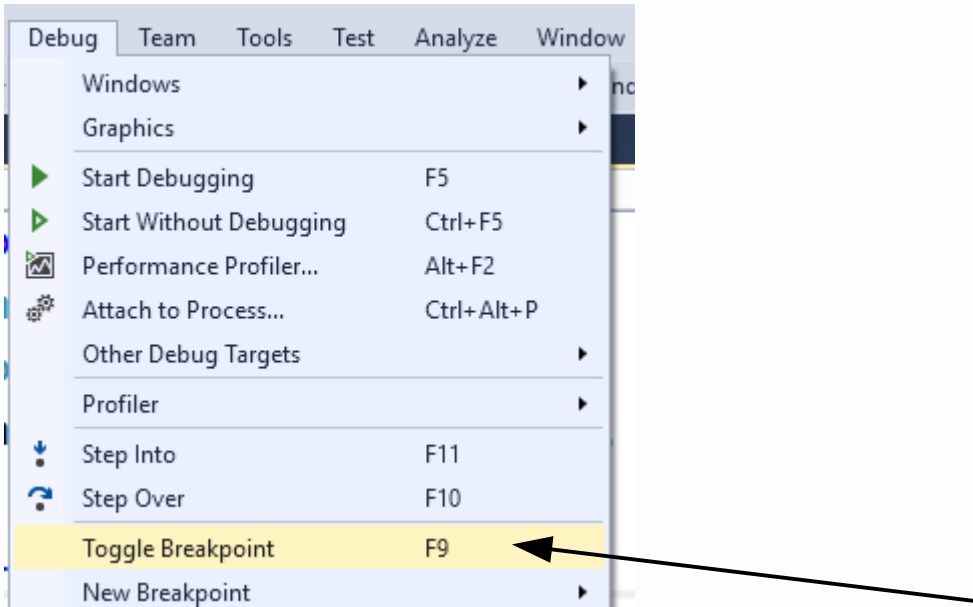 Debug Team Tools Test Analyze Window
Windows
Graphics
Start Debugging F5
Start Without Debugging Ctrl+F5
Performance Profiler... Alt+F2
Attach to Process... Ctrl+Alt+P
Other Debug Targets
Profiler
Step Into F11
Step Over F10
Toggle Breakpoint F9
New Breakpoint